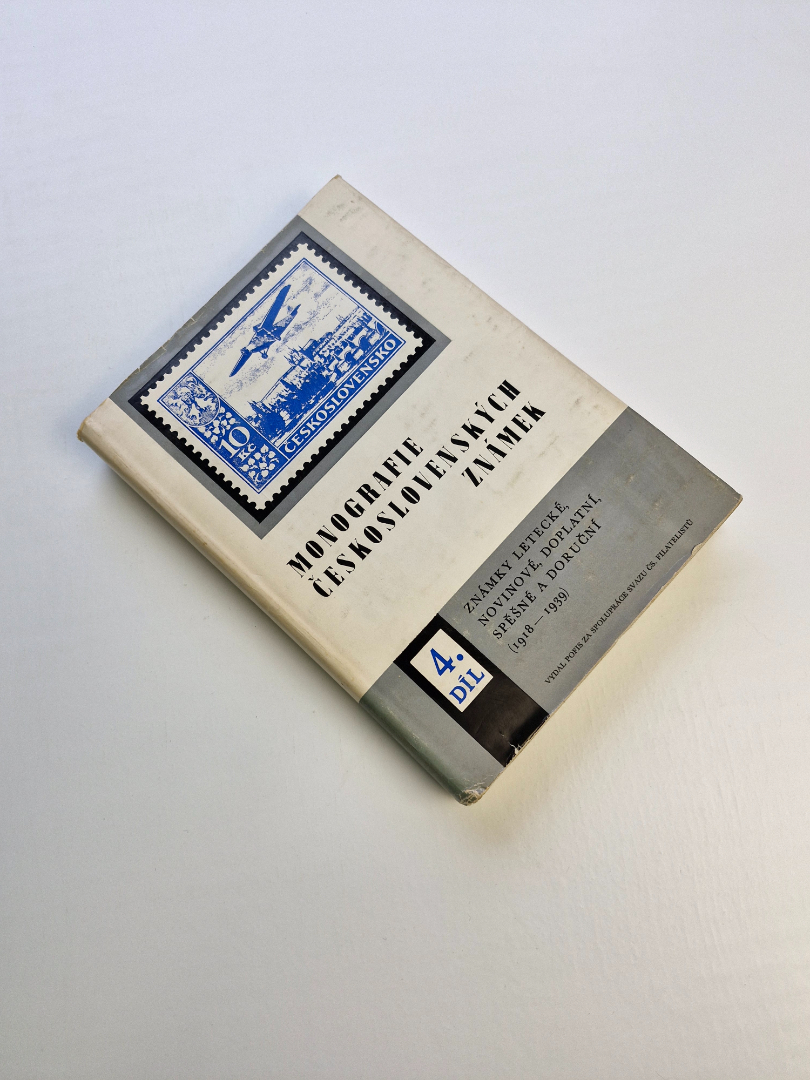 10
KČ
ČESKOSLOVENSKO
MONOGRAFIE
ČESKOSLOVENSKÝCH
ZNÁMEK
ZNÁMKY LETECKÉ,
NOVINOVÉ, DOPLATNÍ,
SPĚŠNÉ A DORUČNÍ
(1918 — 1939)
4.
DÍL
VYDAL POFIS ZA SPOLUPRÁCE SVAZU ČS. FILATELISTŮ